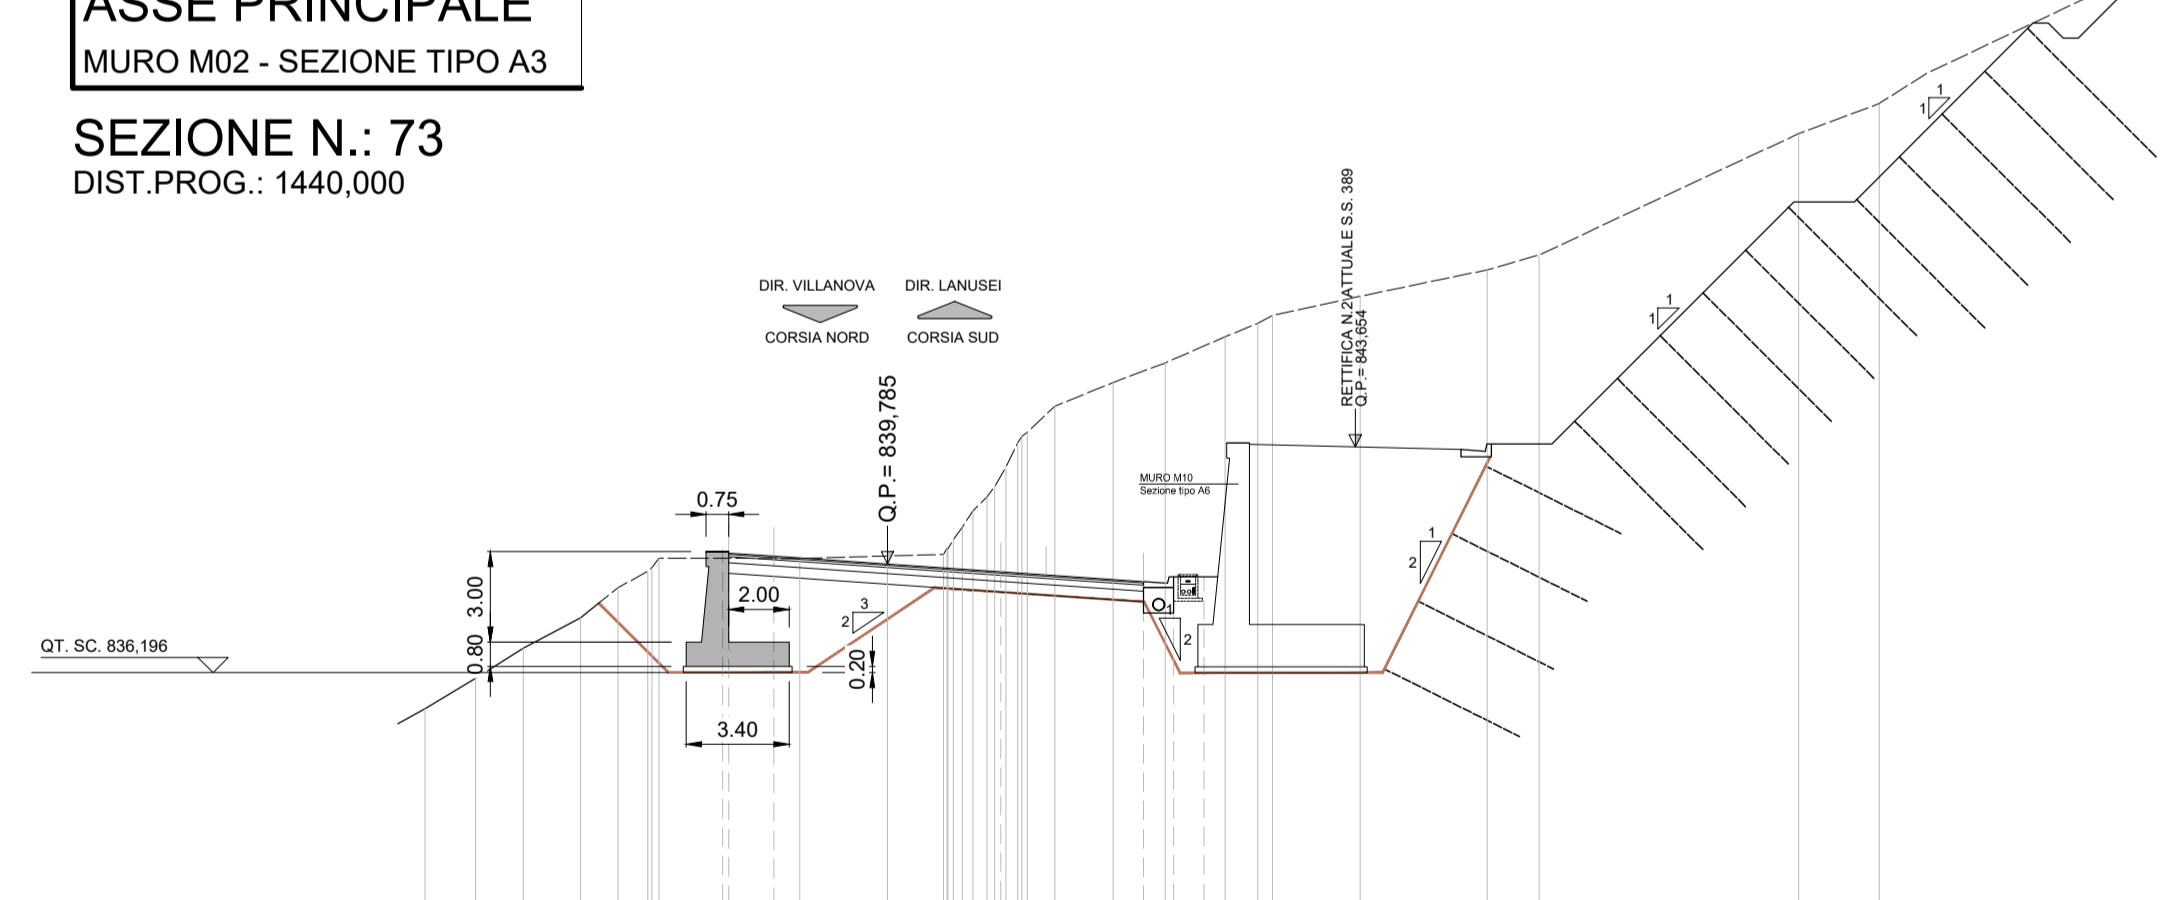 ASSE PRINCIPALE
MURO M02 - SEZIONE TIPO A3
SEZIONE N.: 73
DIST.PROG.: 1440,000
DIR. VILLANOVA
DIR. LANUSEI
CORSIA NORD
CORSIA SUD
Q.P.= 839,785
RETTIFICA N.2 ATTUALE S.S. 389
Q.P.= 843,654
MURO M10
Sezione tipo A6
QT. SC. 836,196
0.75
3.00
0.80
2.00
0.20
3.40
3
2
1
2
1
2
1
1
1
1